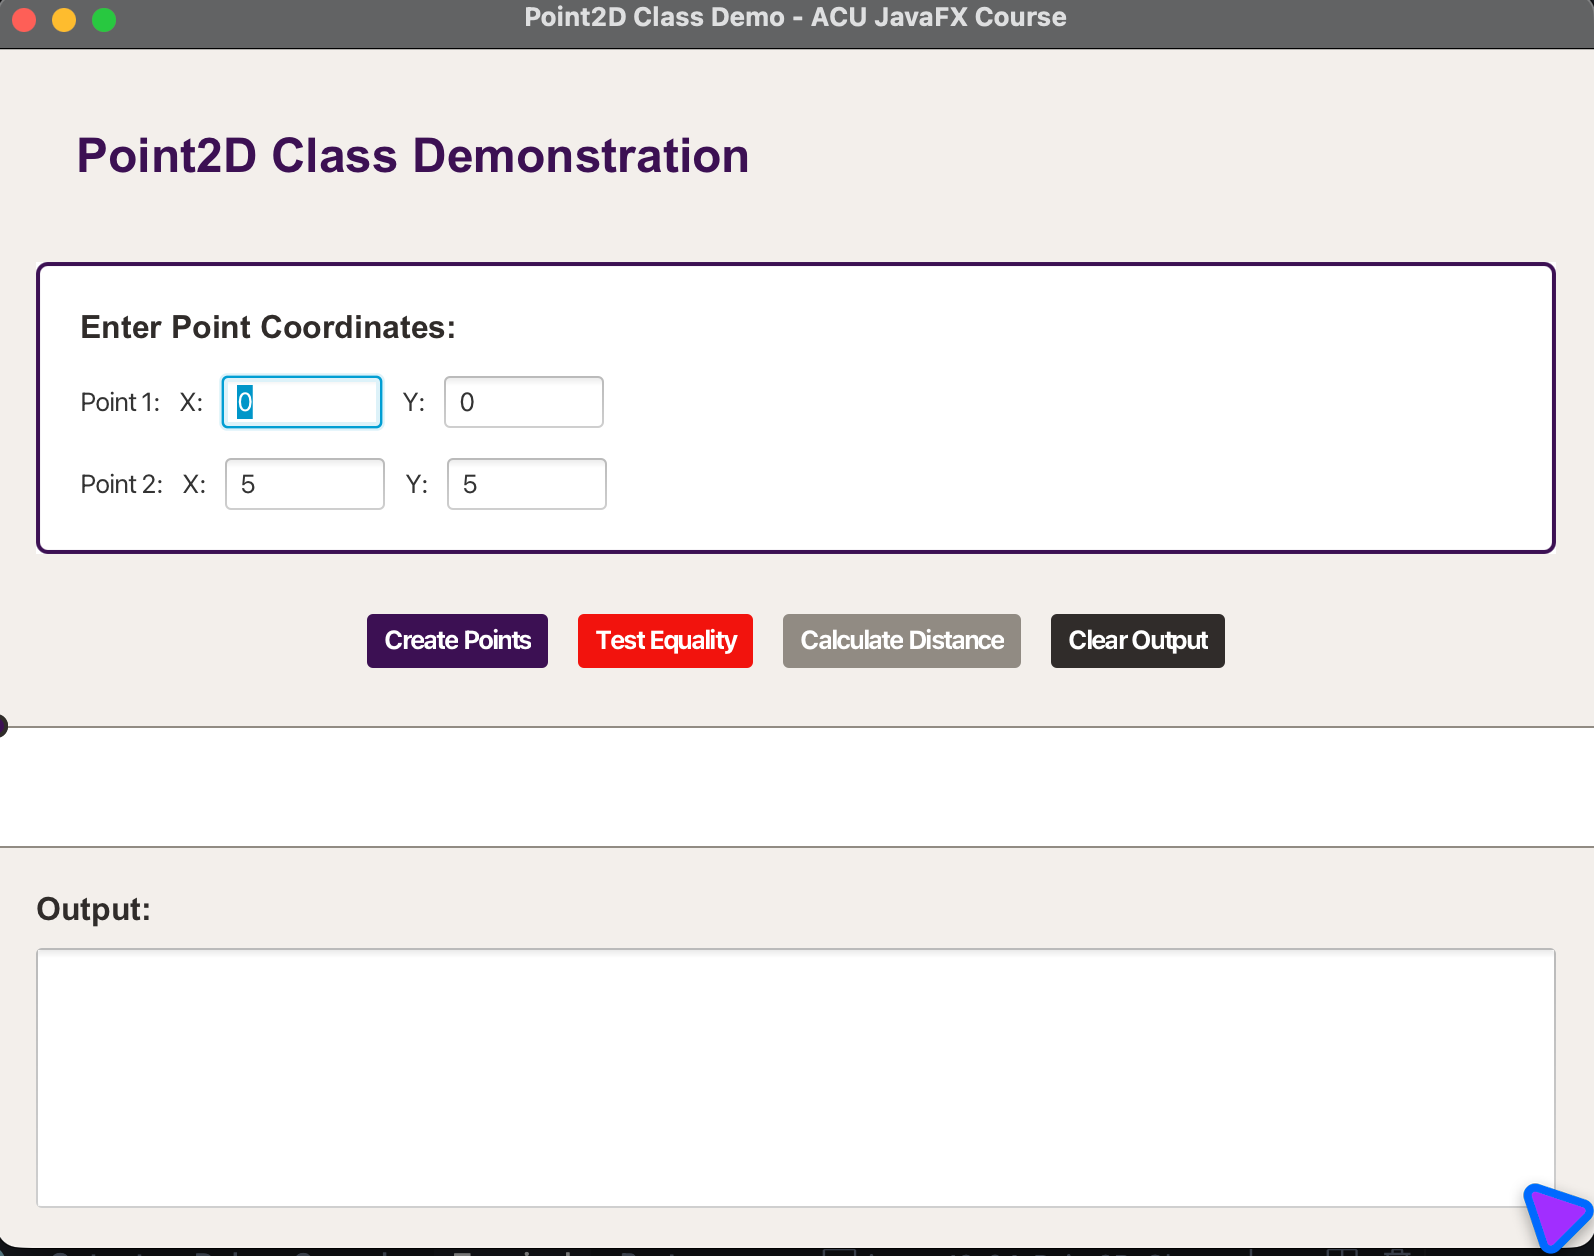 Point2D Class Demo - ACU JavaFX Course
Point2D Class Demonstration
Enter Point Coordinates:
Point 1: X: 0 Y: 0
Point 2: X: 5 Y: 5
Create Points Test Equality Calculate Distance Clear Output
Output: